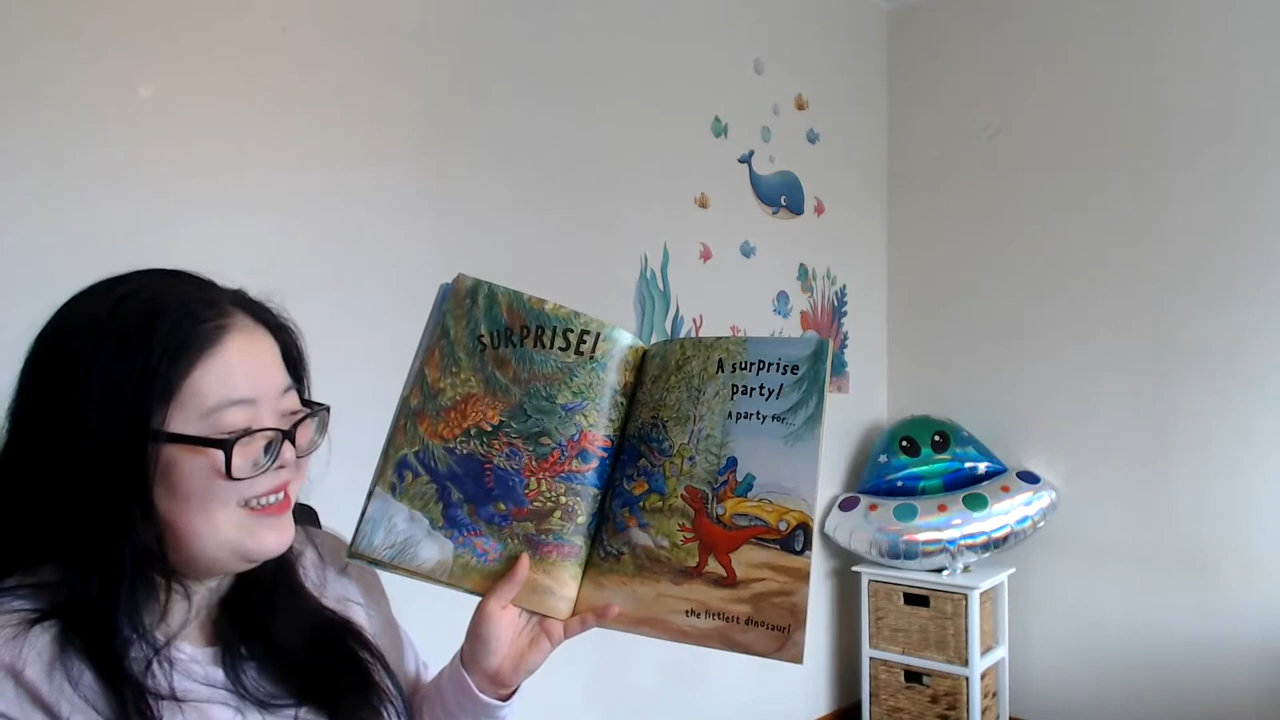 SURPRISE!
A surprise
party!
A party for...
the littlest dinosaur!